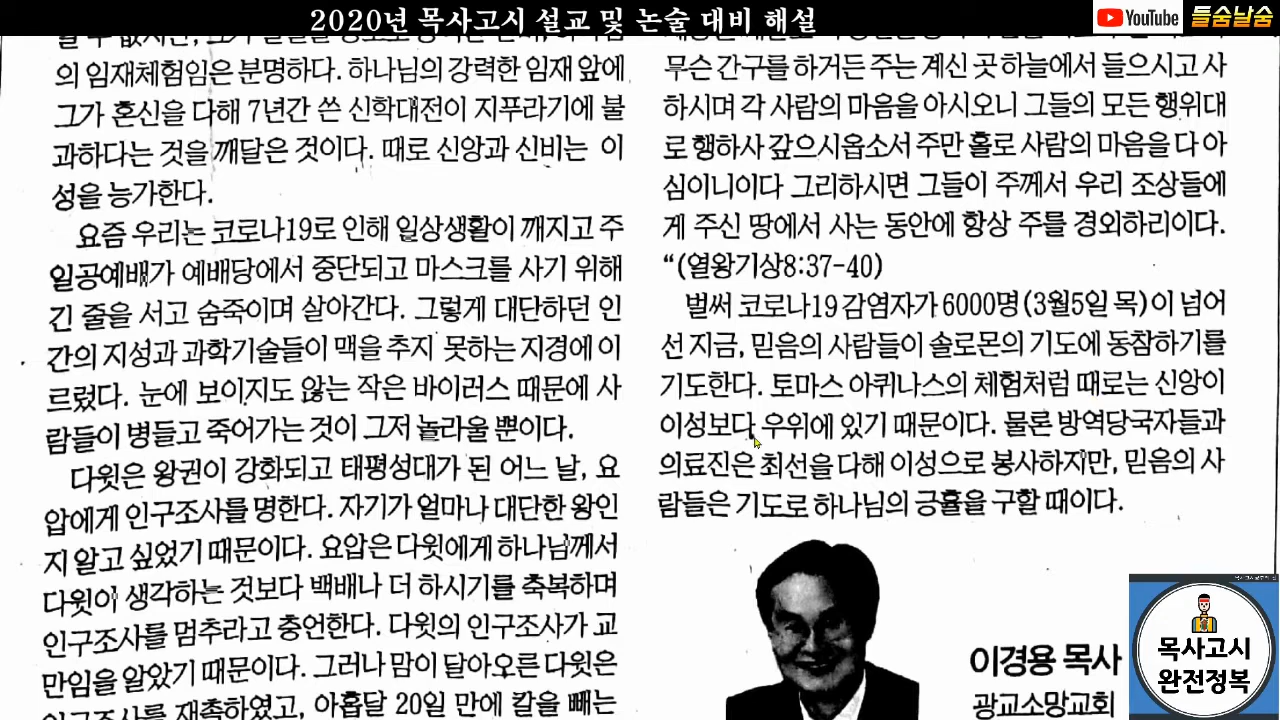 2020년 목사고시 설교 및 논술 대비 해설
YouTube
들숨날숨
의 임재체험임은 분명하다. 하나님의 강력한 임재 앞에
그가 혼신을 다해 7년간 쓴 신학대전이 지푸라기에 불
과하다는 것을 깨달은 것이다. 때로 신앙과 신비는 이
성을 능가한다.
요즘 우리는 코로나19로 인해 일상생활이 깨지고 주
일공예배가 예배당에서 중단되고 마스크를 사기 위해
긴 줄을 서고 숨죽이며 살아간다. 그렇게 대단하던 인
간의 지성과 과학기술들이 맥을 추지 못하는 지경에 이
르렀다. 눈에 보이지도 않는 작은 바이러스 때문에 사
람들이 병들고 죽어가는 것이 그저 놀라울 뿐이다.
다윗은 왕권이 강화되고 태평성대가 된 어느 날, 요
압에게 인구조사를 명한다. 자기가 얼마나 대단한 왕인
지 알고 싶었기 때문이다. 요압은 다윗에게 하나님께서
다윗이 생각하는 것보다 백배나 더 하시기를 축복하며
인구조사를 멈추라고 충언한다. 다윗의 인구조사가 교
만임을 알았기 때문이다. 그러나 맘이 달아오른 다윗은
인구조사를 재촉하였고, 아홉달 20일 만에 칼을 빼는
무슨 간구를 하거든 주는 계신 곳 하늘에서 들으시고 사
하시며 각 사람의 마음을 아시오니 그들의 모든 행위대
로 행하사 갚으시옵소서 주만 홀로 사람의 마음을 다 아
심이니이다 그리하시면 그들이 주께서 우리 조상들에
게 주신 땅에서 사는 동안에 항상 주를 경외하리이다.
“(열왕기상8:37-40)
벌써 코로나19 감염자가 6000명 (3월5일 목)이 넘어
선 지금, 믿음의 사람들이 솔로몬의 기도에 동참하기를
기도한다. 토마스 아퀴나스의 체험처럼 때로는 신앙이
이성보다 우위에 있기 때문이다. 물론 방역당국자들과
의료진은 최선을 다해 이성으로 봉사하지만, 믿음의 사
람들은 기도로 하나님의 긍휼을 구할 때이다.
이경용 목사
광교소망교회
목사고시
완전정복